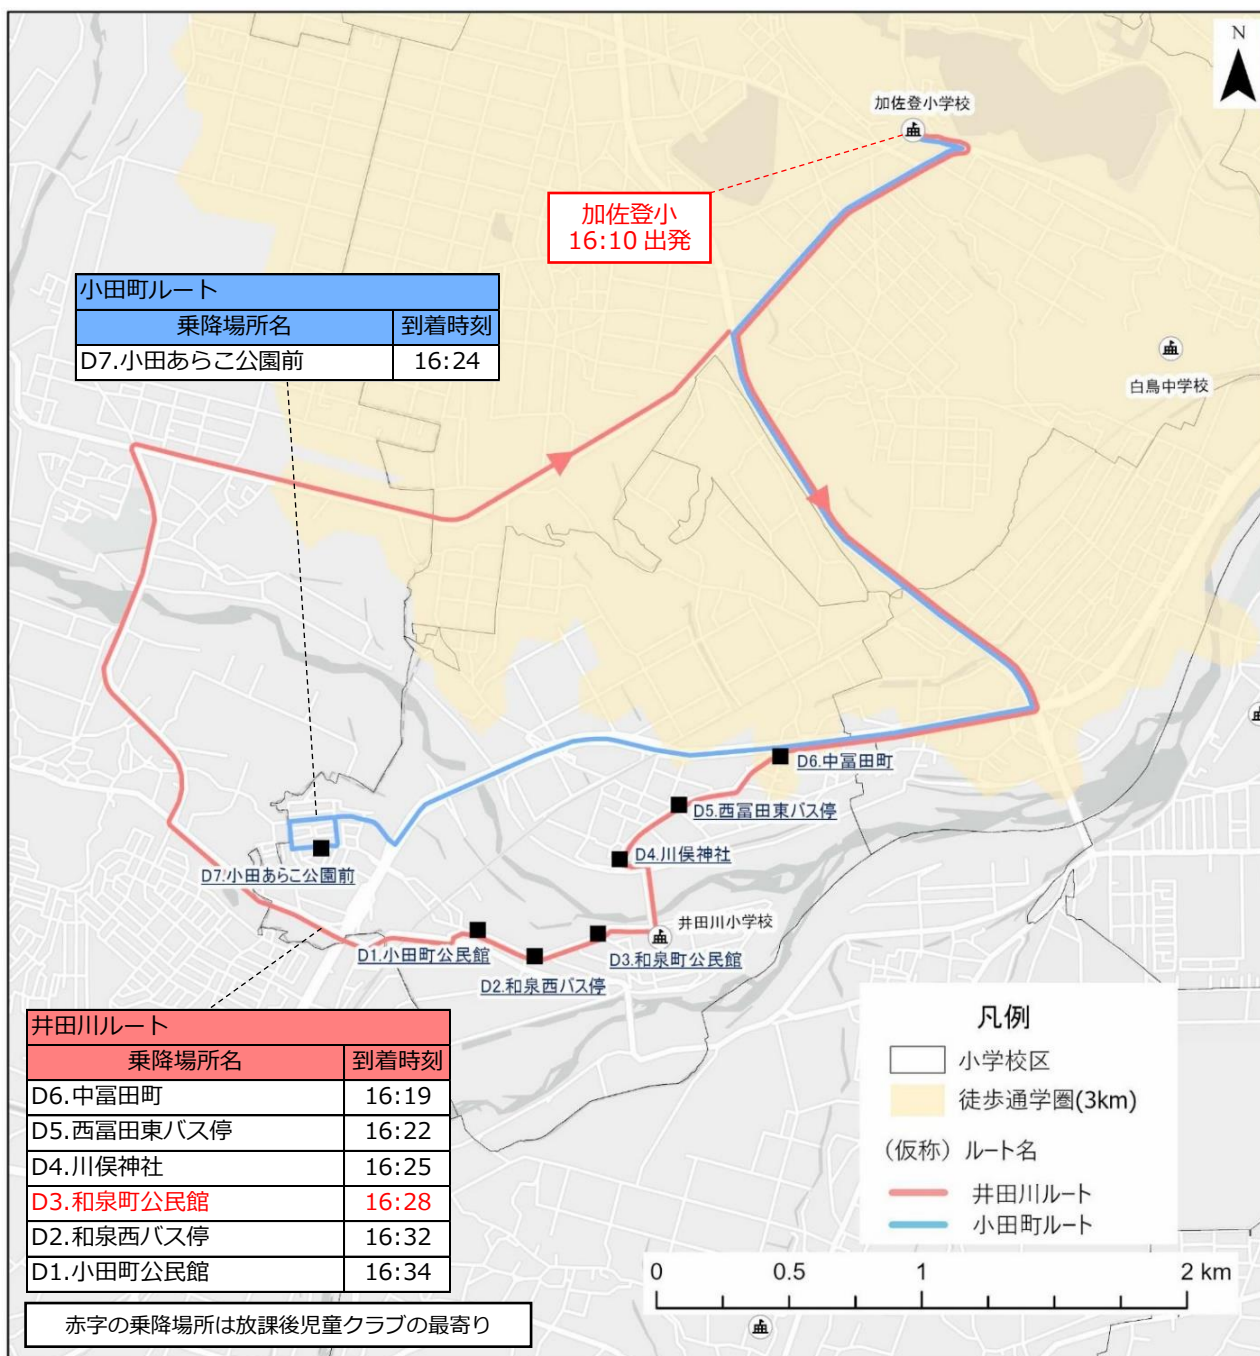 N
加佐登小学校
加佐登小
16:10 出発
小田町ルート
乗降場所名 到着時刻
D7.小田あらこ公園前 16:24
白鳥中学校
D6.中冨田町
D5.西冨田東バス停
D4.川俣神社
D7.小田あらこ公園前
井田川小学校
D1.小田町公民館
D3.和泉町公民館
D2.和泉西バス停
井田川ルート
乗降場所名 到着時刻
D6.中冨田町 16:19
D5.西冨田東バス停 16:22
D4.川俣神社 16:25
D3.和泉町公民館 16:28
D2.和泉西バス停 16:32
D1.小田町公民館 16:34
赤字の乗降場所は放課後児童クラブの最寄り
凡例
小学校区
徒歩通学圏(3km)
（仮称）ルート名
井田川ルート
小田町ルート
0 0.5 1 2 km